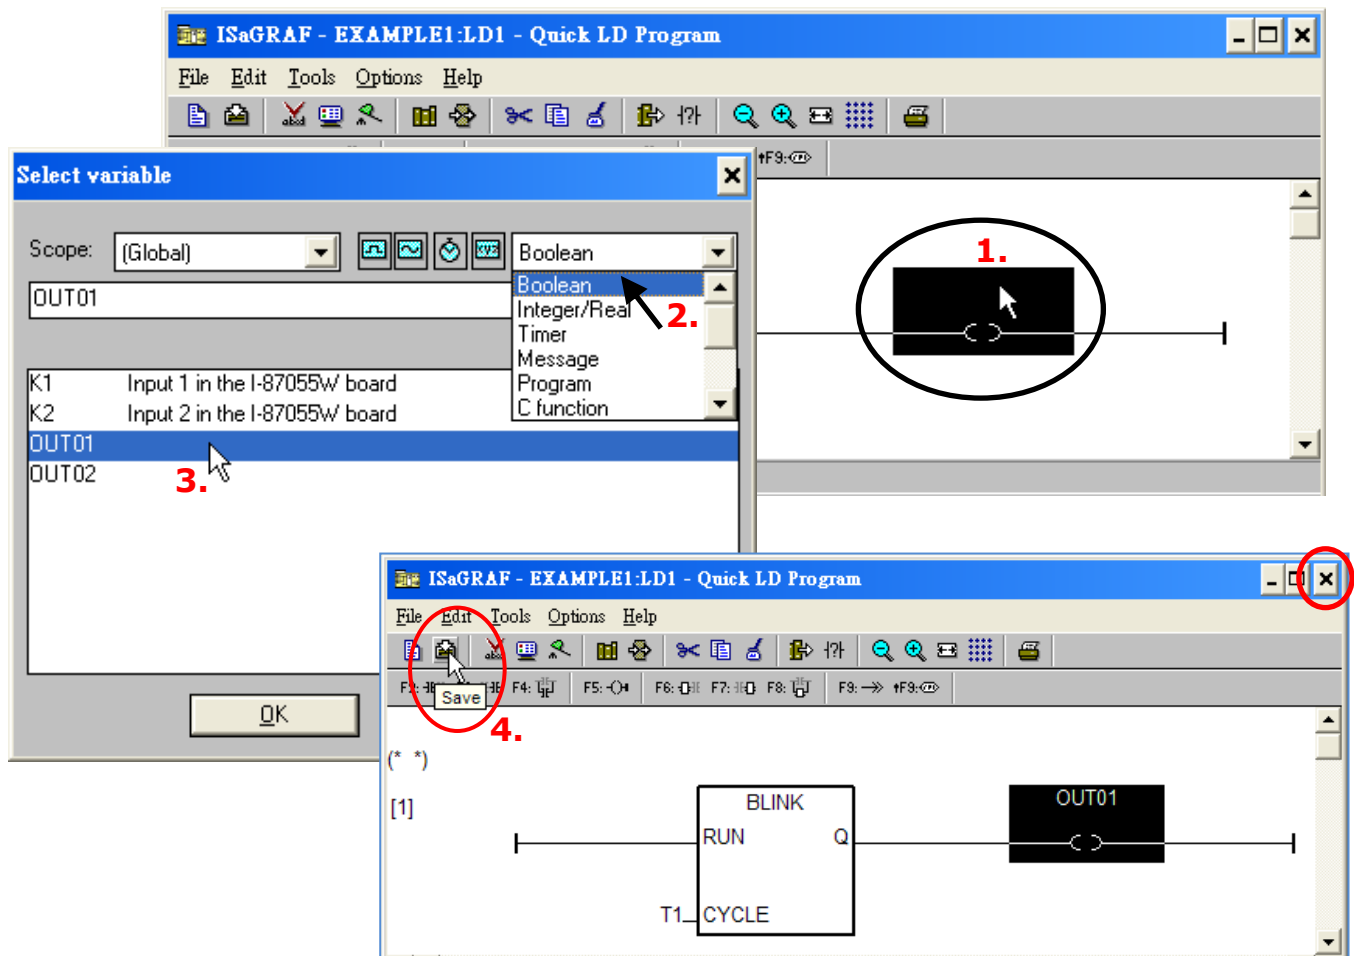 ISaGRAF - EXAMPLE1:LD1 - Quick LD Program
File Edit Tools Options Help
↑F9:
Select variable
Scope: (Global) Boolean
OUT01
Boolean
Integer/Real
Timer
Message
Program
C function
K1 Input 1 in the I-87055W board
K2 Input 2 in the I-87055W board
OUT01
OUT02
OK
1.
2.
3.
ISaGRAF - EXAMPLE1:LD1 - Quick LD Program
File Edit Tools Options Help
F2: F4: F5: F6: F7: F8: F9: ↑F9:
Save
4.
(* *)
[1]
BLINK
RUN Q
T1 CYCLE
OUT01